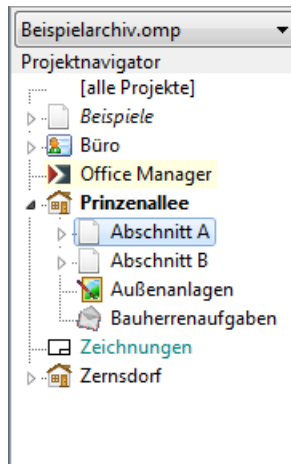 Beispielarchiv.omp
Projektnavigator
[alle Projekte]
Beispiele
Büro
Office Manager
Prinzenallee
Abschnitt A
Abschnitt B
Außenanlagen
Bauherrenaufgaben
Zeichnungen
Zernsdorf